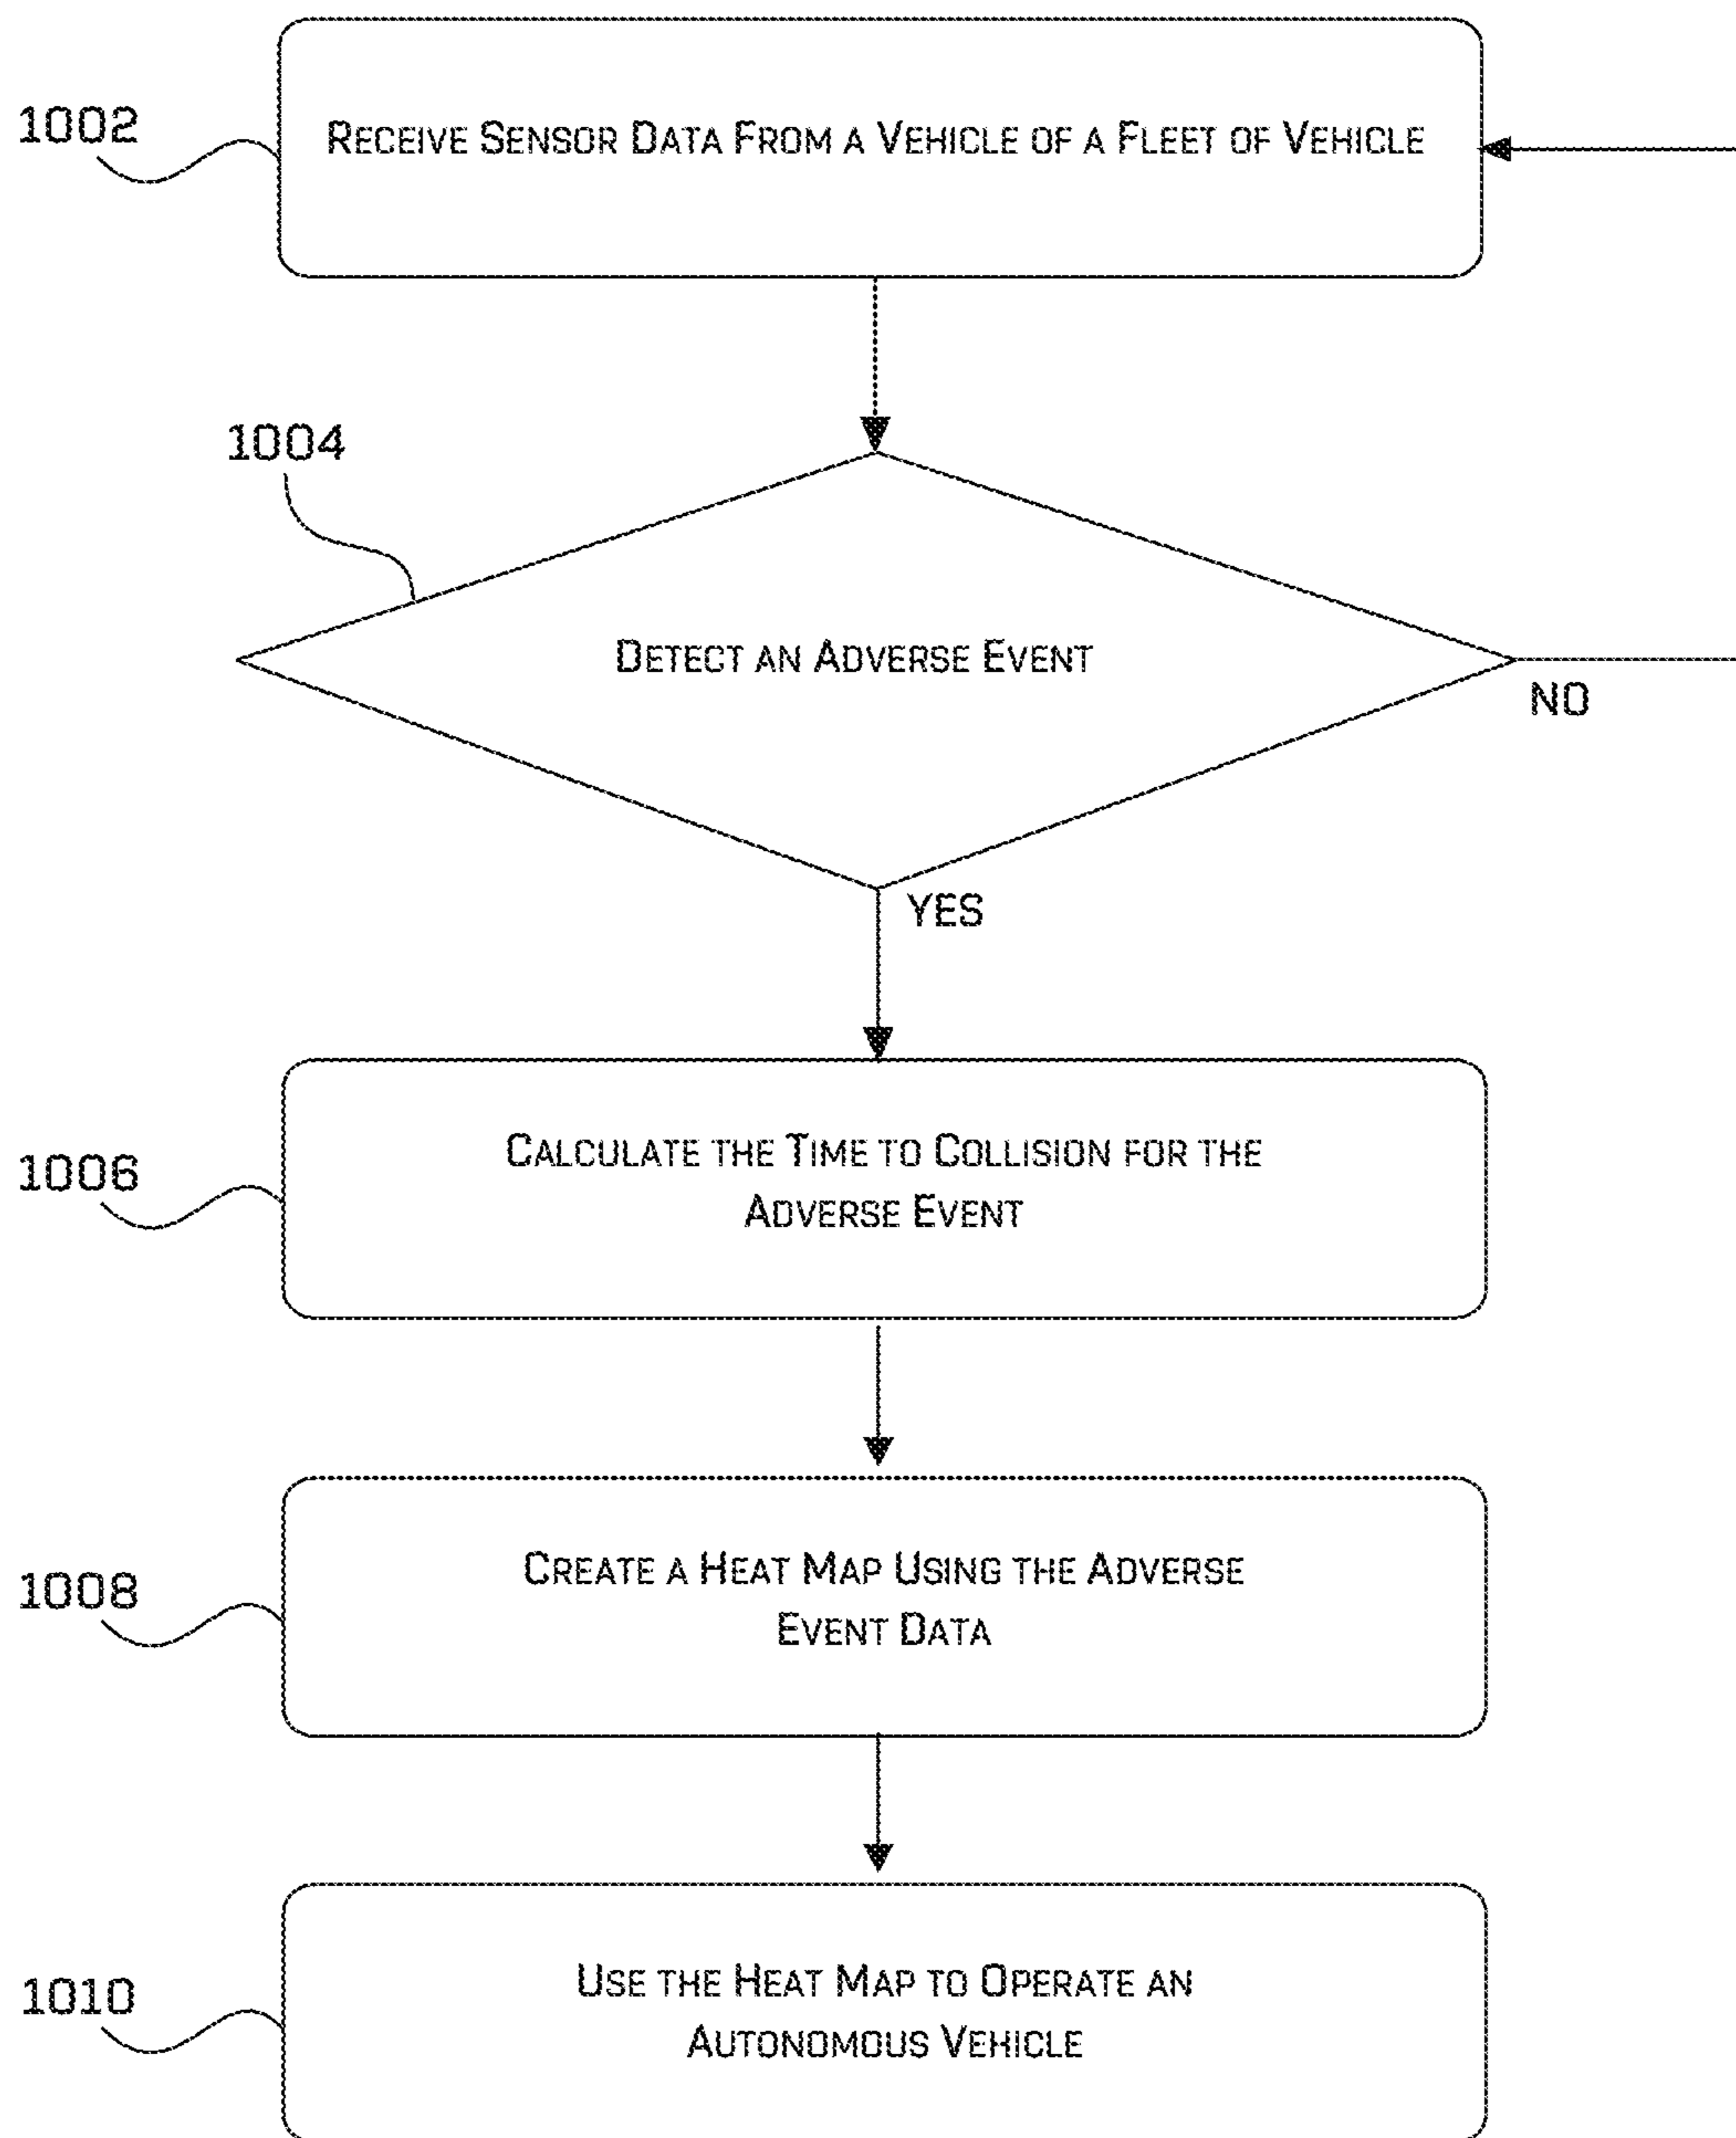 1002
Receive Sensor Data From a Vehicle of a Fleet of Vehicle
1004
Detect an Adverse Event
NO
YES
1006
Calculate the Time to Collision for the
Adverse Event
1008
Create a Heat Map Using the Adverse
Event Data
1010
Use the Heat Map to Operate an
Autonomous Vehicle